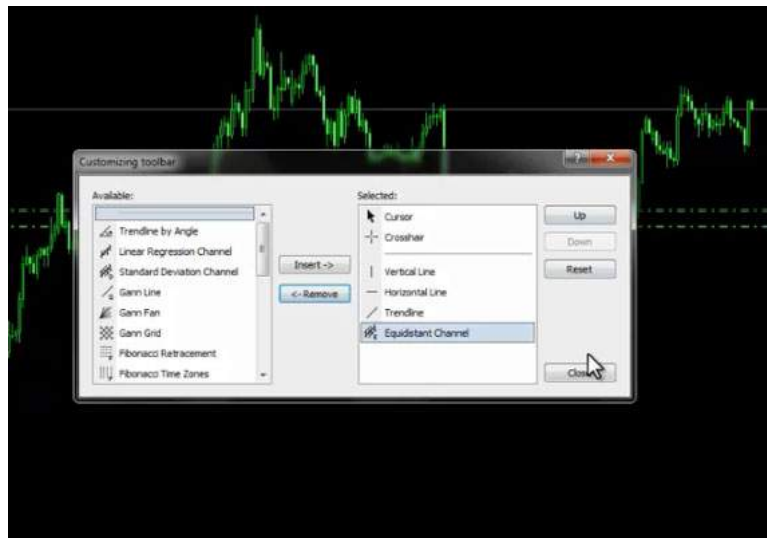 Customizing toolbar
Available:
Trendline by Angle
Linear Regression Channel
Standard Deviation Channel
Gann Line
Gann Fan
Gann Grid
Fibonacci Retracement
Fibonacci Time Zones
Insert ->
<- Remove
Selected:
Cursor
Crosshair
Vertical Line
Horizontal Line
Trendline
Equidistant Channel
Up
Down
Reset